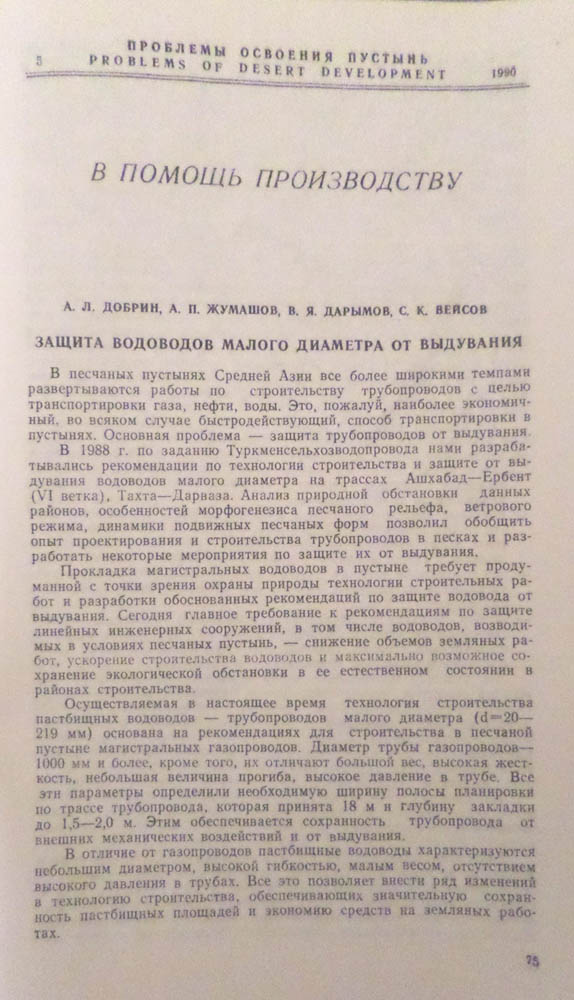 5
ПРОБЛЕМЫ ОСВОЕНИЯ ПУСТЫНЬ
PROBLEMS OF DESERT DEVELOPMENT
1990
В ПОМОЩЬ ПРОИЗВОДСТВУ
А. Л. ДОБРИН, А. П. ЖУМАШОВ, В. Я. ДАРЫМОВ, С. К. ВЕЙСОВ
ЗАЩИТА ВОДОВОДОВ МАЛОГО ДИАМЕТРА ОТ ВЫДУВАНИЯ
В песчаных пустынях Средней Азии все более широкими темпами
развертываются работы по строительству трубопроводов с целью
транспортировки газа, нефти, воды. Это, пожалуй, наиболее экономич-
ный, во всяком случае быстродействующий, способ транспортировки в
пустынях. Основная проблема — защита трубопроводов от выдувания.
В 1988 г. по заданию Туркменсельхозводопровода нами разраба-
тывались рекомендации по технологии строительства и защите от вы-
дувания водоводов малого диаметра на трассах Ашхабад—Ербент
(VI ветка), Тахта—Дарваза. Анализ природной обстановки данных
районов, особенностей морфогенезиса песчаного рельефа, ветрового
режима, динамики подвижных песчаных форм позволил обобщить
опыт проектирования и строительства трубопроводов в песках и раз-
работать некоторые мероприятия по защите их от выдувания.
Прокладка магистральных водоводов в пустыне требует проду-
манной с точки зрения охраны природы технологии строительных ра-
бот и разработки обоснованных рекомендаций по защите водовода от
выдувания. Сегодня главное требование к рекомендациям по защите
линейных инженерных сооружений, в том числе водоводов, возводи-
мых в условиях песчаных пустынь, — снижение объемов земляных ра-
бот, ускорение строительства водоводов и максимально возможное со-
хранение экологической обстановки в ее естественном состоянии в
районах строительства.
Осуществляемая в настоящее время технология строительства
пастбищных водоводов — трубопроводов малого диаметра (d=20—
219 мм) основана на рекомендациях для строительства в песчаной
пустыне магистральных газопроводов. Диаметр трубы газопроводов—
1000 мм и более, кроме того, их отличают большой вес, высокая жест-
кость, небольшая величина прогиба, высокое давление в трубе. Все
эти параметры определили необходимую ширину полосы планировки
по трассе трубопровода, которая принята 18 м и глубину закладки
до 1,5—2,0 м. Этим обеспечивается сохранность трубопровода от
внешних механических воздействий и от выдувания.
В отличие от газопроводов пастбищные водоводы характеризуются
небольшим диаметром, высокой гибкостью, малым весом, отсутствием
высокого давления в трубах. Все это позволяет внести ряд изменений
в технологию строительства, обеспечивающих значительную сохран-
ность пастбищных площадей и экономию средств на земляных рабо-
тах.
75